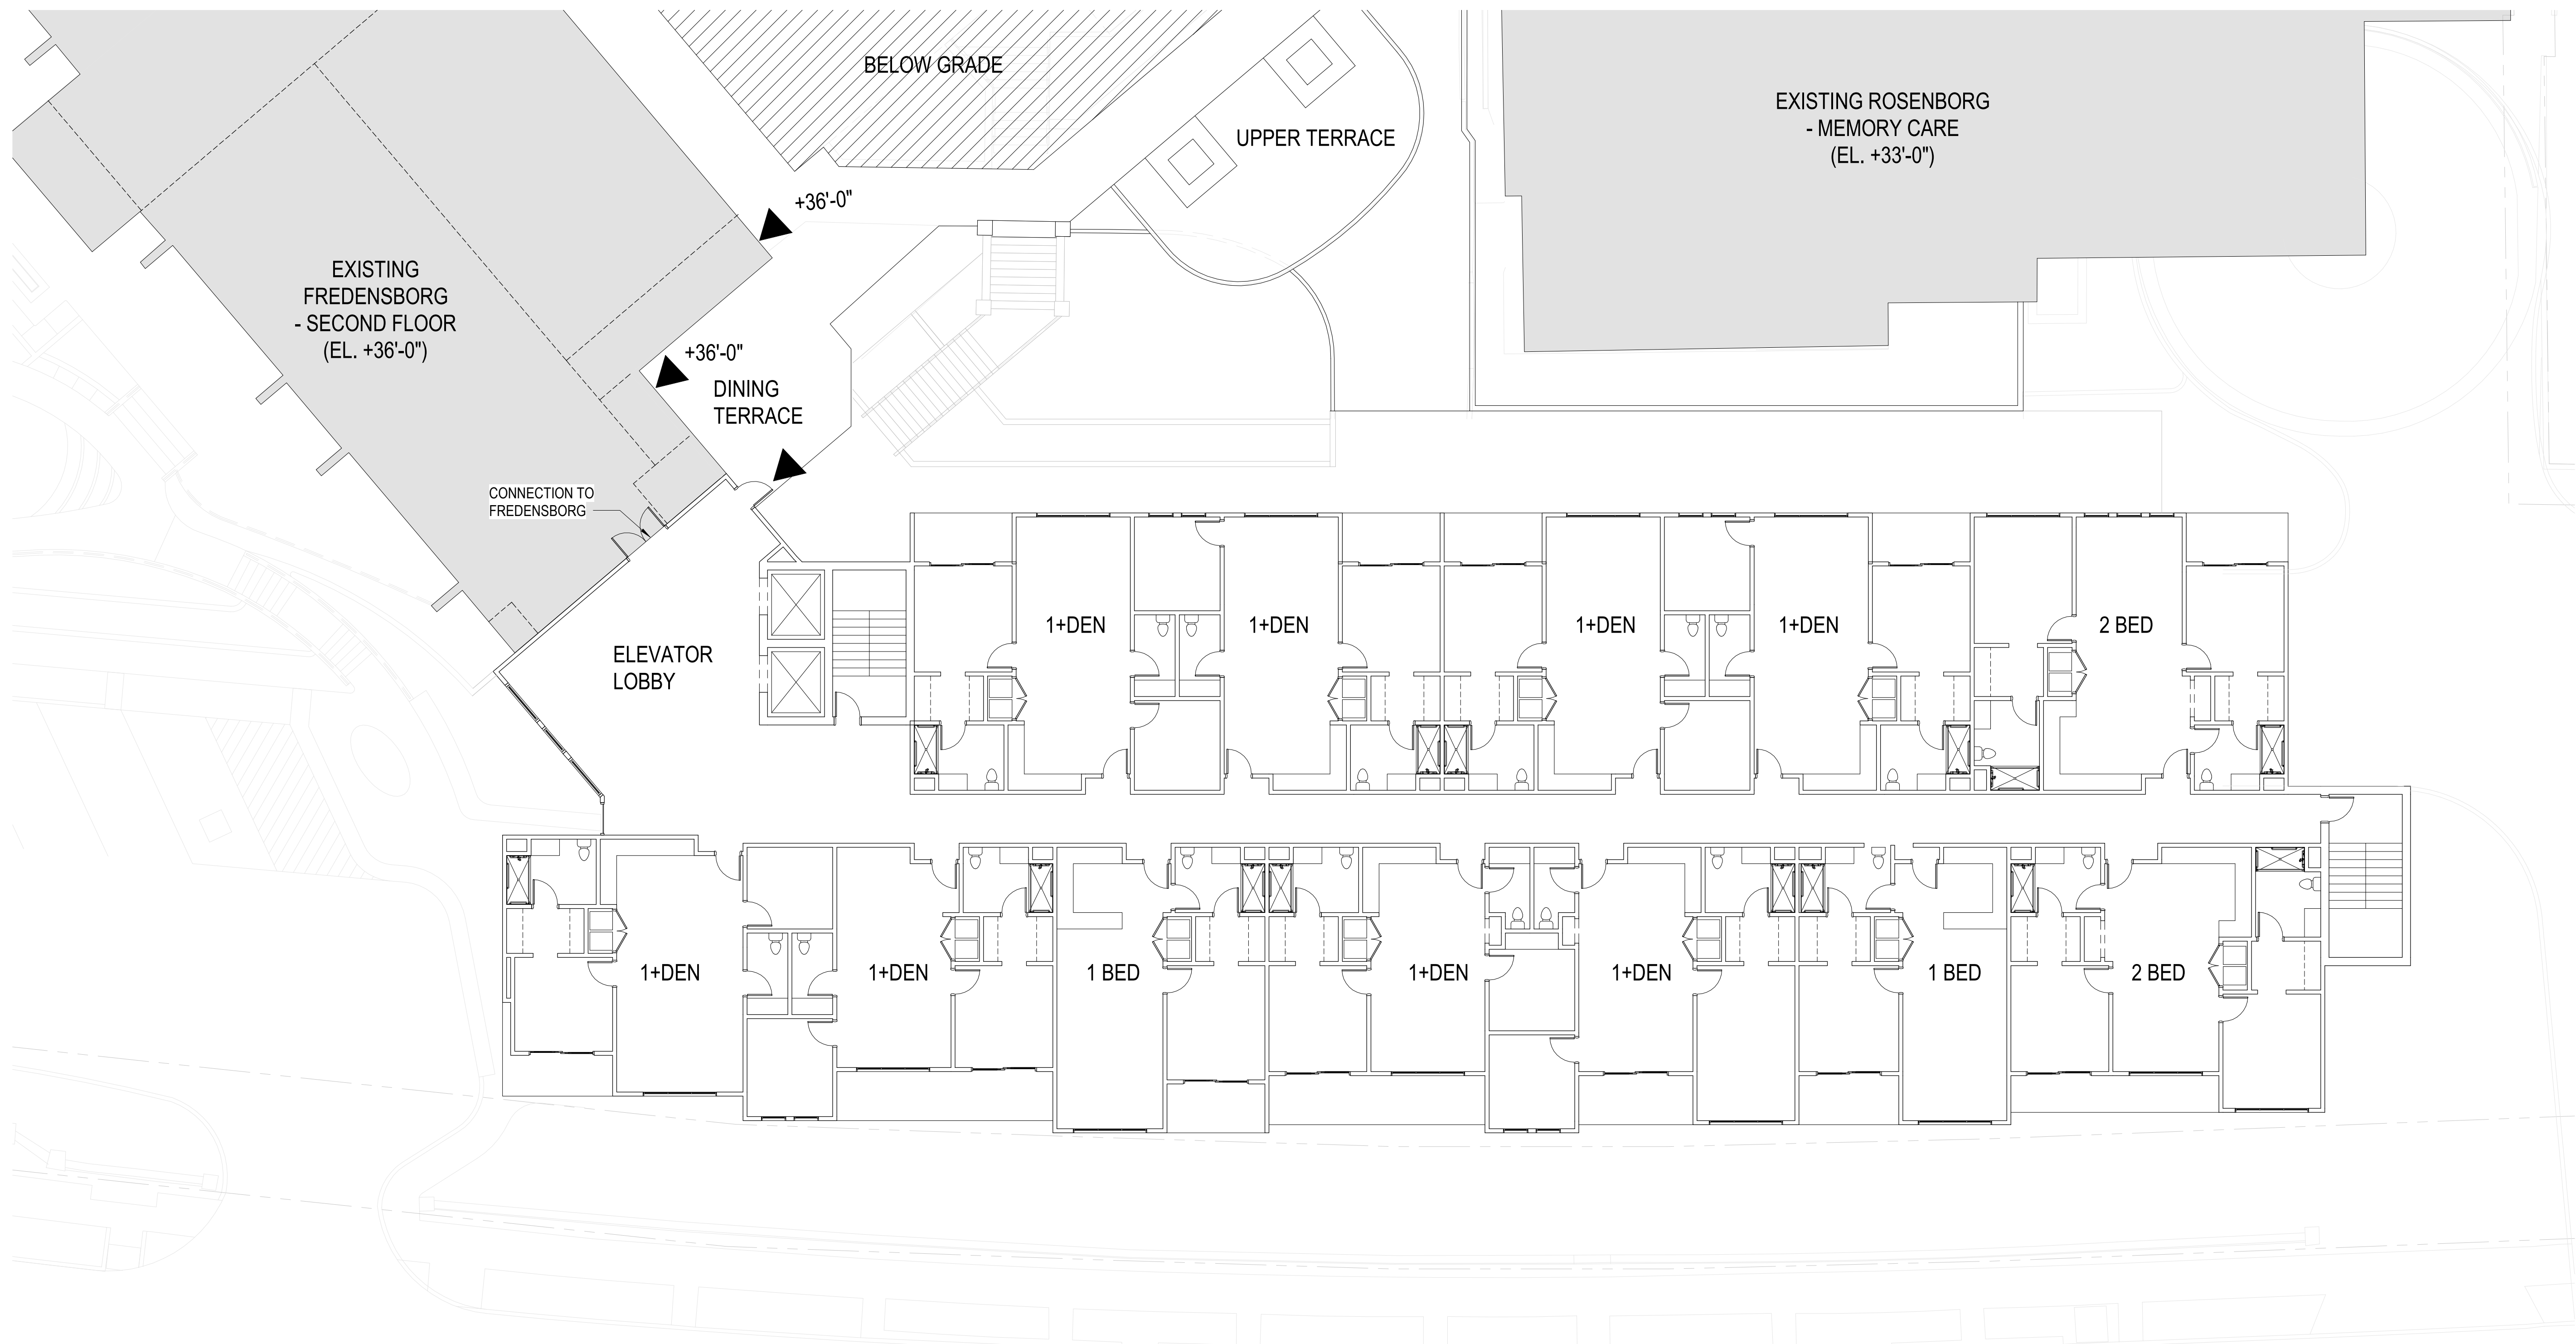 BELOW GRADE
UPPER TERRACE
EXISTING ROSENBORG
- MEMORY CARE
(EL. +33'-0")
+36'-0"
EXISTING
FREDENSBORG
- SECOND FLOOR
(EL. +36'-0")
+36'-0"
DINING
TERRACE
CONNECTION TO
FREDENSBORG
ELEVATOR
LOBBY
1+DEN
1+DEN
1+DEN
1+DEN
2 BED
1+DEN
1+DEN
1 BED
1+DEN
1+DEN
1 BED
2 BED